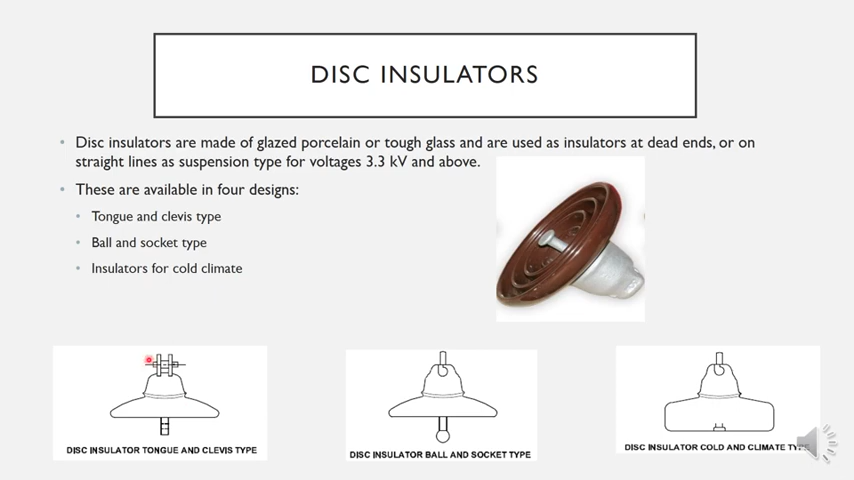 DISC INSULATORS
• Disc insulators are made of glazed porcelain or tough glass and are used as insulators at dead ends, or on
straight lines as suspension type for voltages 3.3 kV and above.
• These are available in four designs:
• Tongue and clevis type
• Ball and socket type
• Insulators for cold climate
DISC INSULATOR TONGUE AND CLEVIS TYPE
DISC INSULATOR BALL AND SOCKET TYPE
DISC INSULATOR COLD AND CLIMATE TYPE